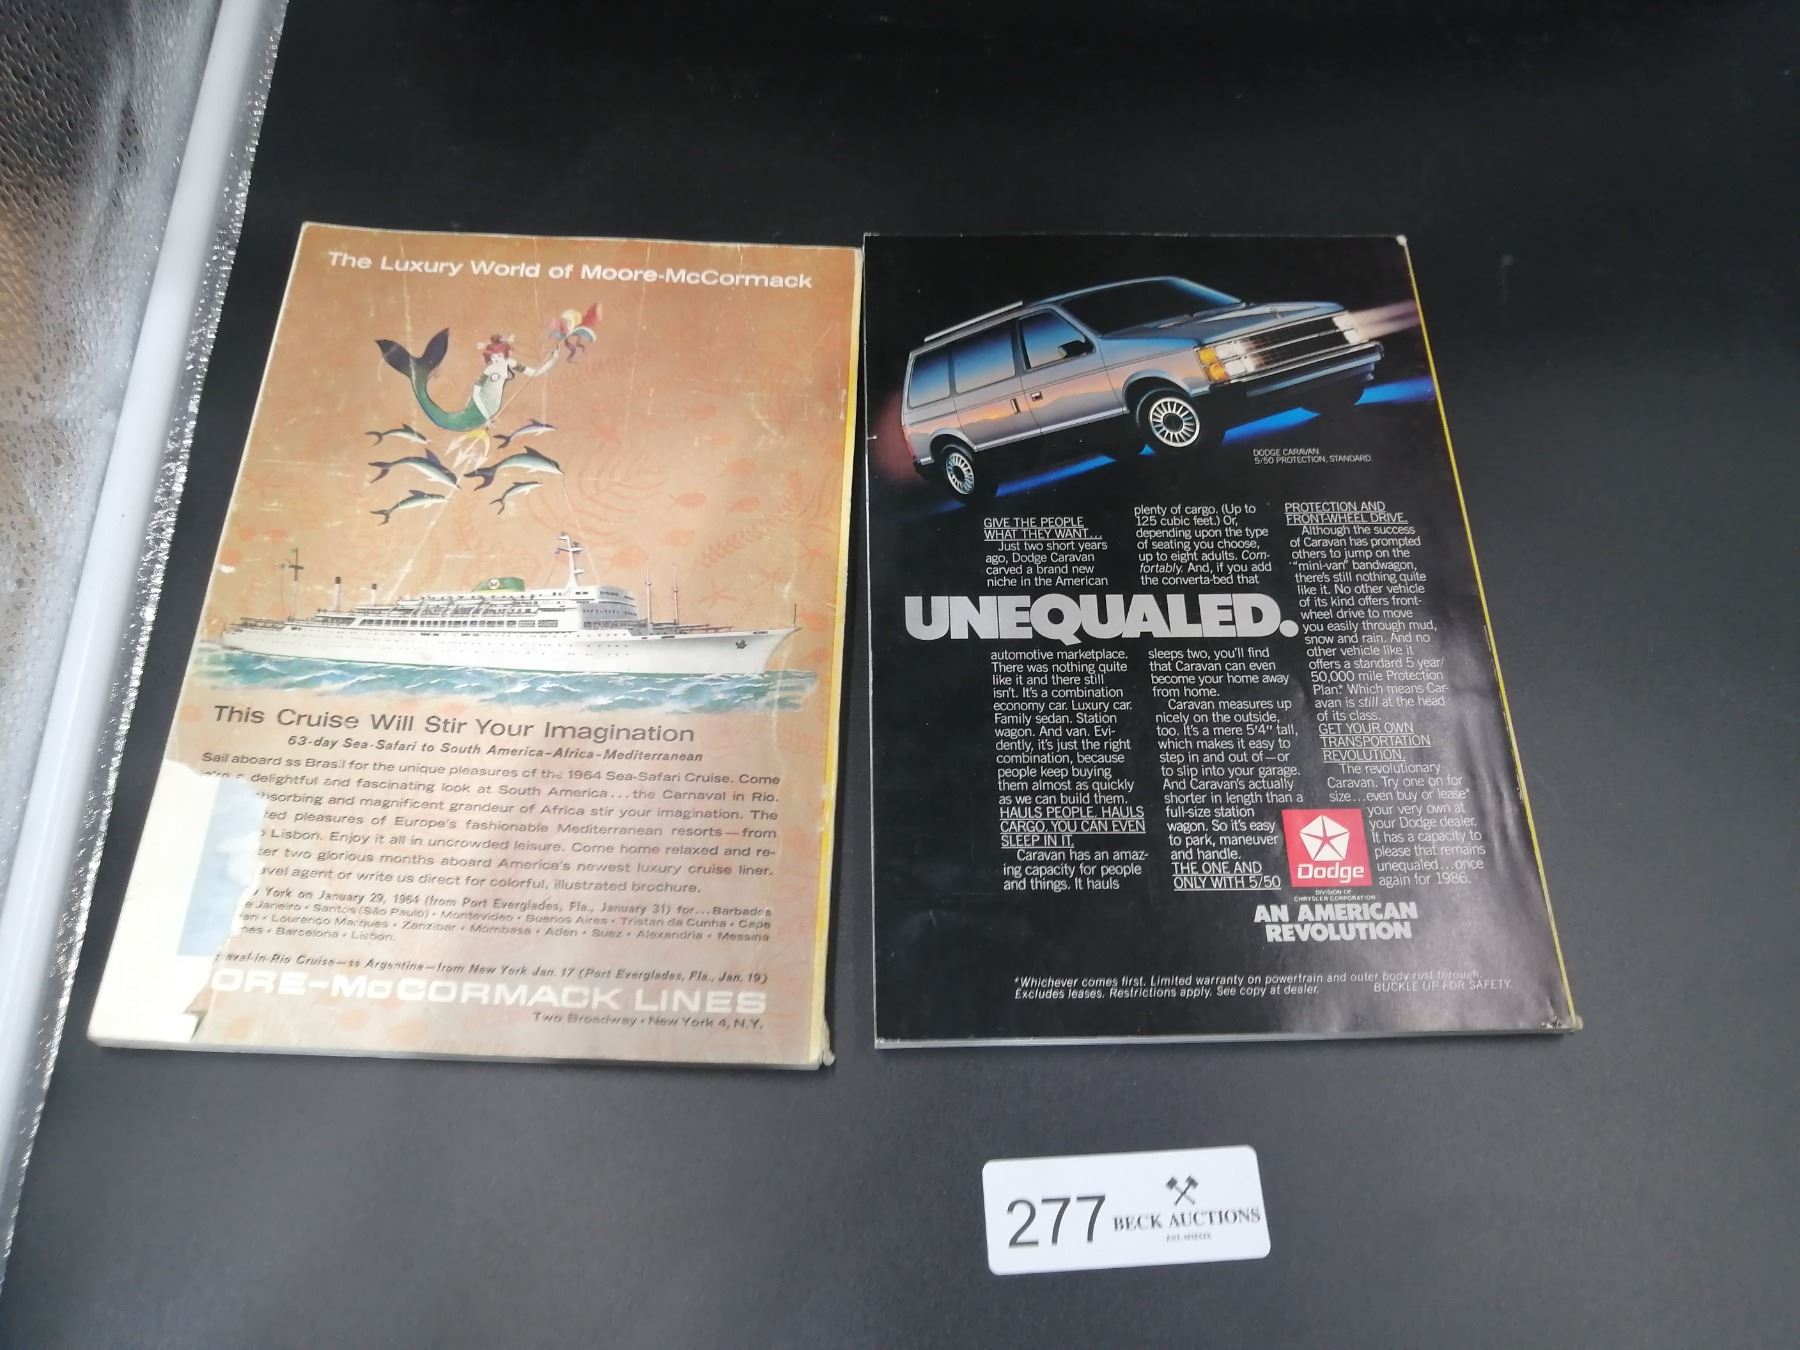 The Luxury World of Moore-McCormack
This Cruise Will Stir Your Imagination
63-day Sea-Safari to South America–Africa–Mediterranean
Sail aboard ss Brasil for the unique pleasures of the 1964 Sea-Safari Cruise. Come
a delightful and fascinating look at South America...the Carnaval in Rio.
absorbing and magnificent grandeur of Africa stir your imagination. The
pleasures of Europe's fashionable Mediterranean resorts—from
Lisbon. Enjoy it all in uncrowded leisure. Come home relaxed and re-
two glorious months aboard America's newest luxury cruise liner.
agent or write us direct for colorful, illustrated brochure.
York on January 29, 1964 (from Port Everglades, Fla., January 31) for...Barbados
Janeiro • Santos (São Paulo) • Montevideo • Buenos Aires • Tristan da Cunha • Cape
Lourenço Marques • Zanzibar • Mombasa • Aden • Suez • Alexandria • Messina
Barcelona • Lisbon.
aval-in-Rio Cruise—ss Argentina—from New York Jan. 17 (Port Everglades, Fla., Jan. 19)
ORE-McCORMACK LINES
Two Broadway • New York 4, N.Y.
DODGE CARAVAN
5/50 PROTECTION, STANDARD.
GIVE THE PEOPLE
WHAT THEY WANT...
Just two short years
ago, Dodge Caravan
carved a brand new
niche in the American
UNEQUALED.
automotive marketplace.
There was nothing quite
like it and there still
isn't. It's a combination
economy car. Luxury car.
Family sedan. Station
wagon. And van. Evi-
dently, it's just the right
combination, because
people keep buying
them almost as quickly
as we can build them.
HAULS PEOPLE, HAULS
CARGO. YOU CAN EVEN
SLEEP IN IT.
Caravan has an amaz-
ing capacity for people
and things. It hauls
plenty of cargo. (Up to
125 cubic feet.) Or,
depending upon the type
of seating you choose,
up to eight adults. Com-
fortably. And, if you add
the converta-bed that
sleeps two, you'll find
that Caravan can even
become your home away
from home.
Caravan measures up
nicely on the outside,
too. It's a mere 5'4" tall,
which makes it easy to
step in and out of—or
to slip into your garage.
And Caravan's actually
shorter in length than a
full-size station
wagon. So it's easy
to park, maneuver
and handle.
THE ONE AND
ONLY WITH 5/50
PROTECTION AND
FRONT-WHEEL DRIVE.
Although the success
of Caravan has prompted
others to jump on the
"mini-van" bandwagon,
there's still nothing quite
like it. No other vehicle
of its kind offers front-
wheel drive to move
you easily through mud,
snow and rain. And no
other vehicle like it
offers a standard 5 year/
50,000 mile Protection
Plan.* Which means Car-
avan is still at the head
of its class.
GET YOUR OWN
TRANSPORTATION
REVOLUTION.
The revolutionary
Caravan. Try one on for
size...even buy or lease*
your very own at
your Dodge dealer.
It has a capacity to
please that remains
unequaled...once
again for 1986.
Dodge
DIVISION OF
CHRYSLER CORPORATION
AN AMERICAN
REVOLUTION
*Whichever comes first. Limited warranty on powertrain and outer body rust-through.
Excludes leases. Restrictions apply. See copy at dealer.
BUCKLE UP FOR SAFETY.
277
BECK AUCTIONS
EST. MMXIX